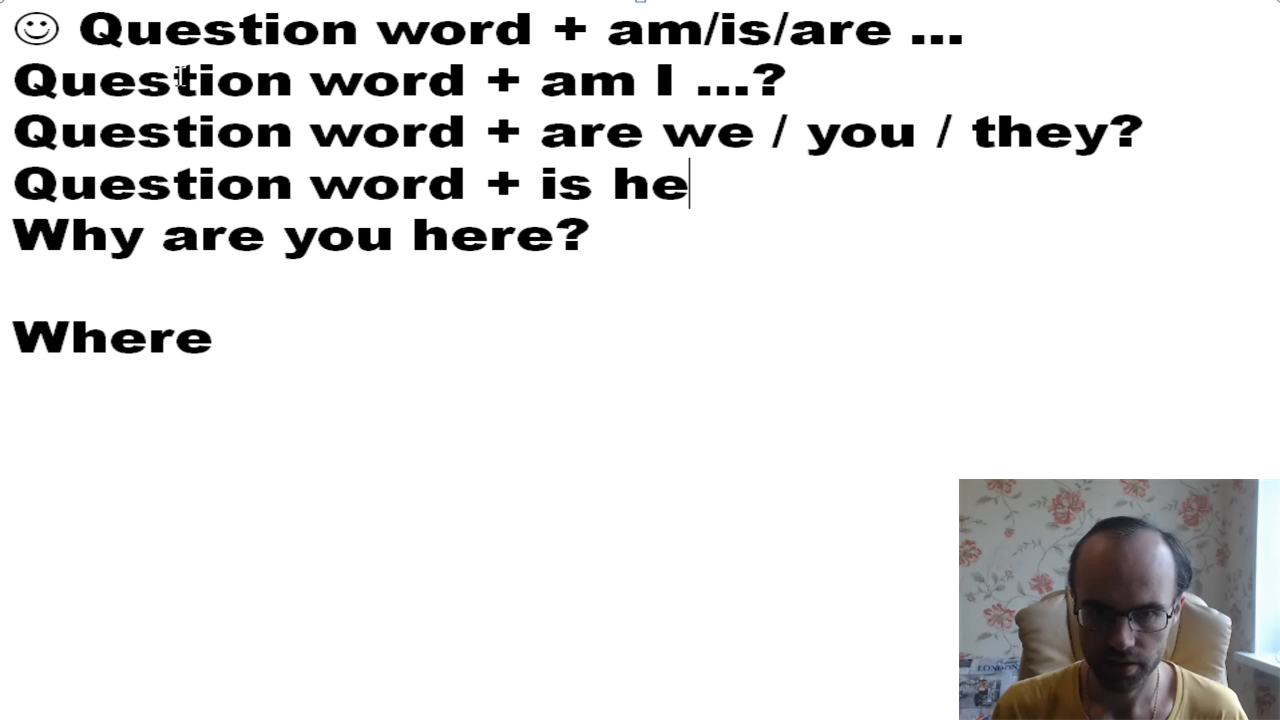 ☺ Question word + am/is/are ...
Question word + am I ...?
Question word + are we / you / they?
Question word + is he
Why are you here?
Where
LONDON